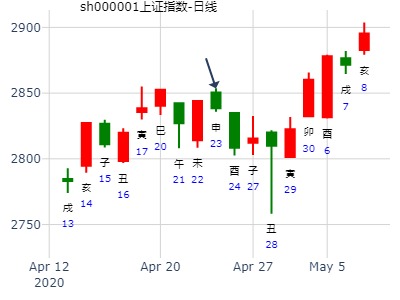 sh000001上证指数-日线
2900
2850
2800
2750
戌
13
亥
14
子
15
丑
16
寅
17
巳
20
午
21
未
22
申
23
酉
24
子
27
丑
28
寅
29
卯
30
酉
6
戌
7
亥
8
Apr 12
2020
Apr 20
Apr 27
May 5